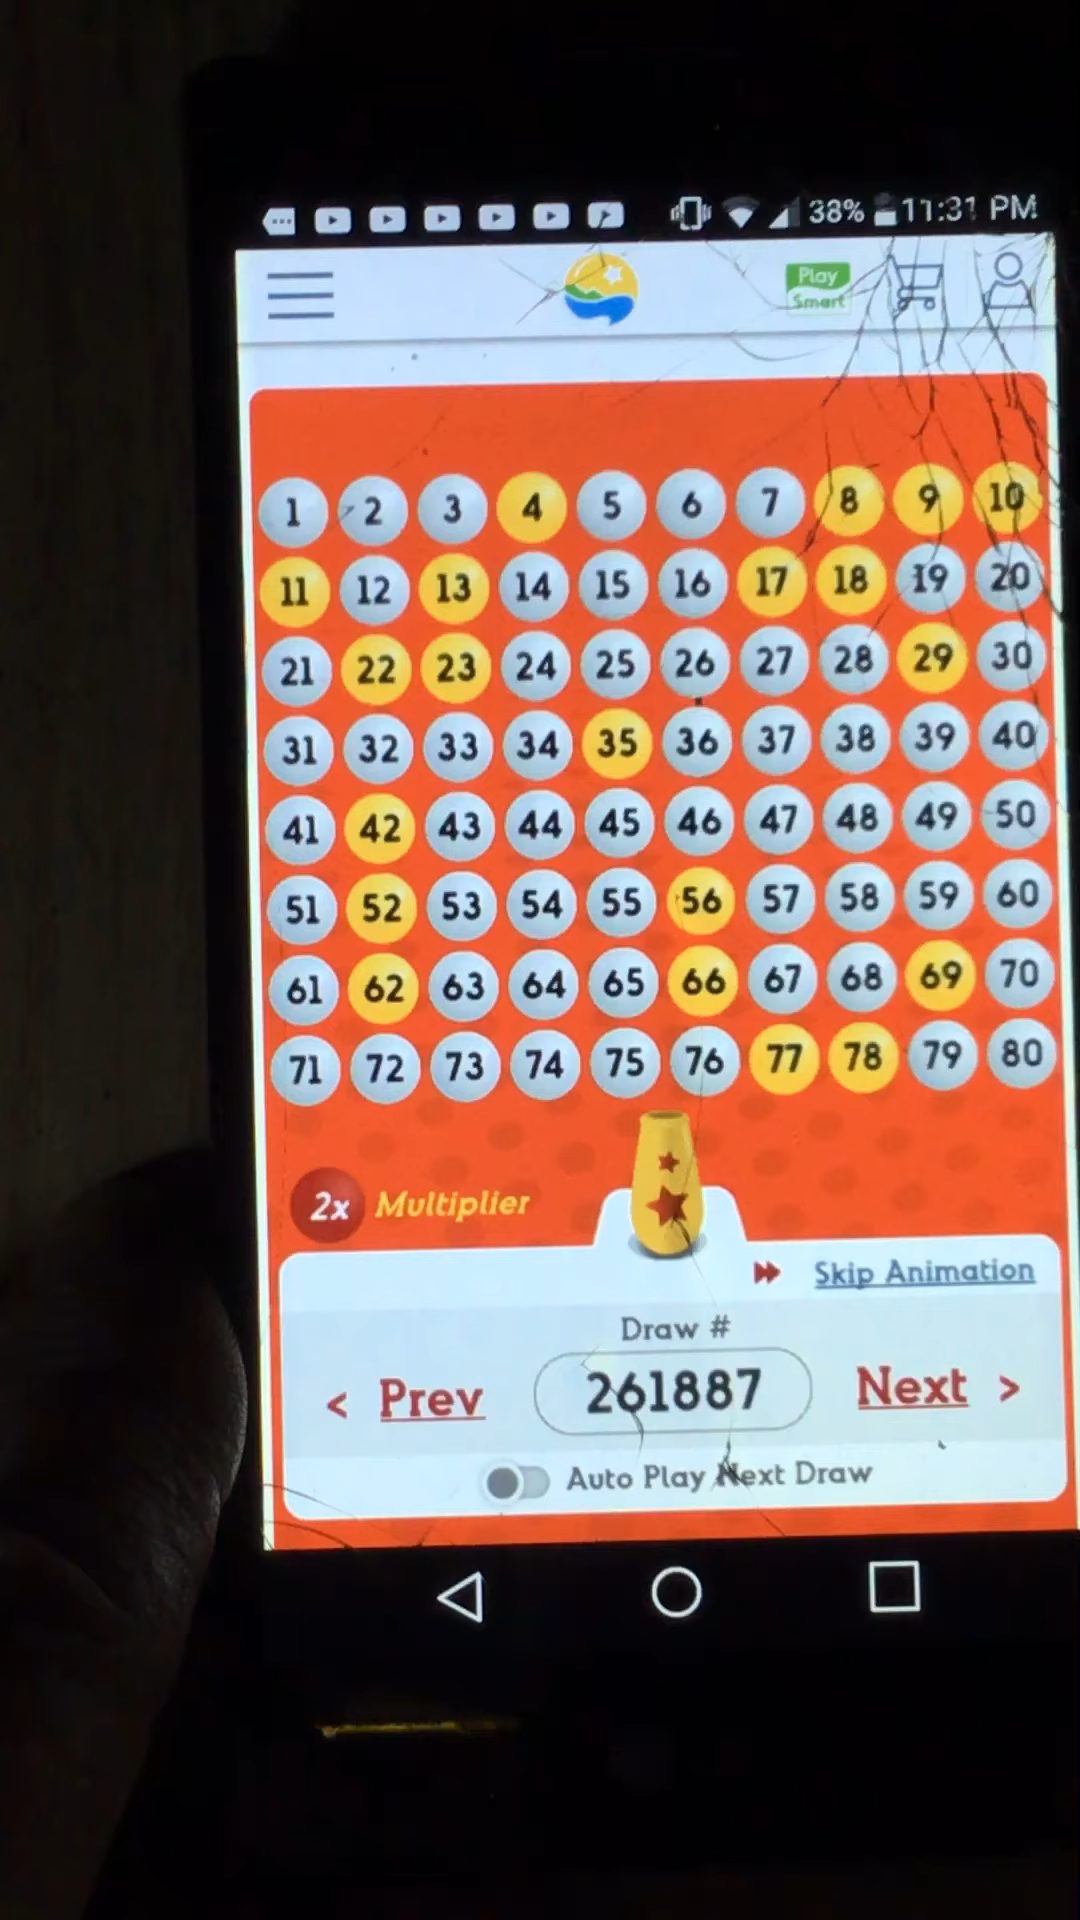 38% 11:31 PM
Play
Smart
1 2 3 4 5 6 7 8 9 10
11 12 13 14 15 16 17 18 19 20
21 22 23 24 25 26 27 28 29 30
31 32 33 34 35 36 37 38 39 40
41 42 43 44 45 46 47 48 49 50
51 52 53 54 55 56 57 58 59 60
61 62 63 64 65 66 67 68 69 70
71 72 73 74 75 76 77 78 79 80
2x Multiplier
Skip Animation
Draw #
< Prev 261887 Next >
Auto Play Next Draw